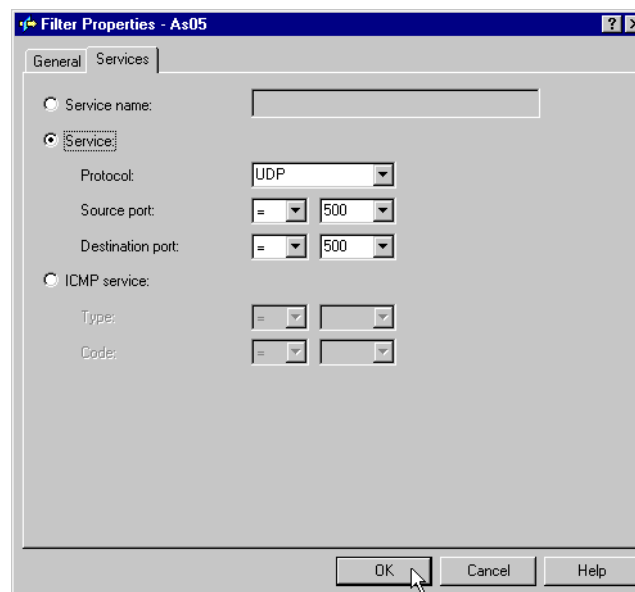 Filter Properties - As05
General Services
Service name:
Service:
Protocol: UDP
Source port: = 500
Destination port: = 500
ICMP service:
Type: =
Code: =
OK Cancel Help